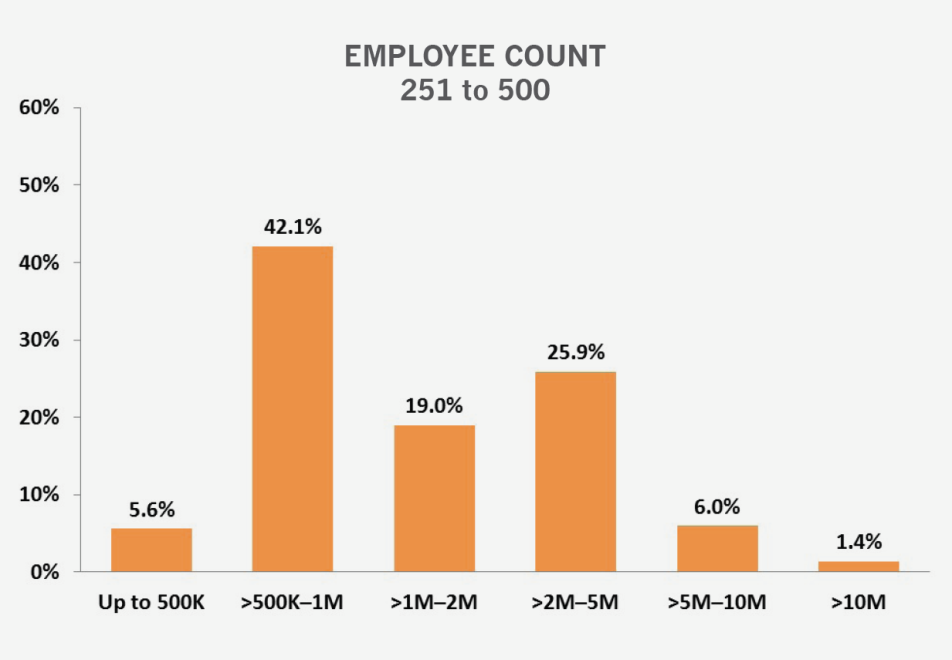 EMPLOYEE COUNT
251 to 500
60%
50%
40%
30%
20%
10%
0%
5.6%
42.1%
19.0%
25.9%
6.0%
1.4%
Up to 500K
>500K–1M
>1M–2M
>2M–5M
>5M–10M
>10M